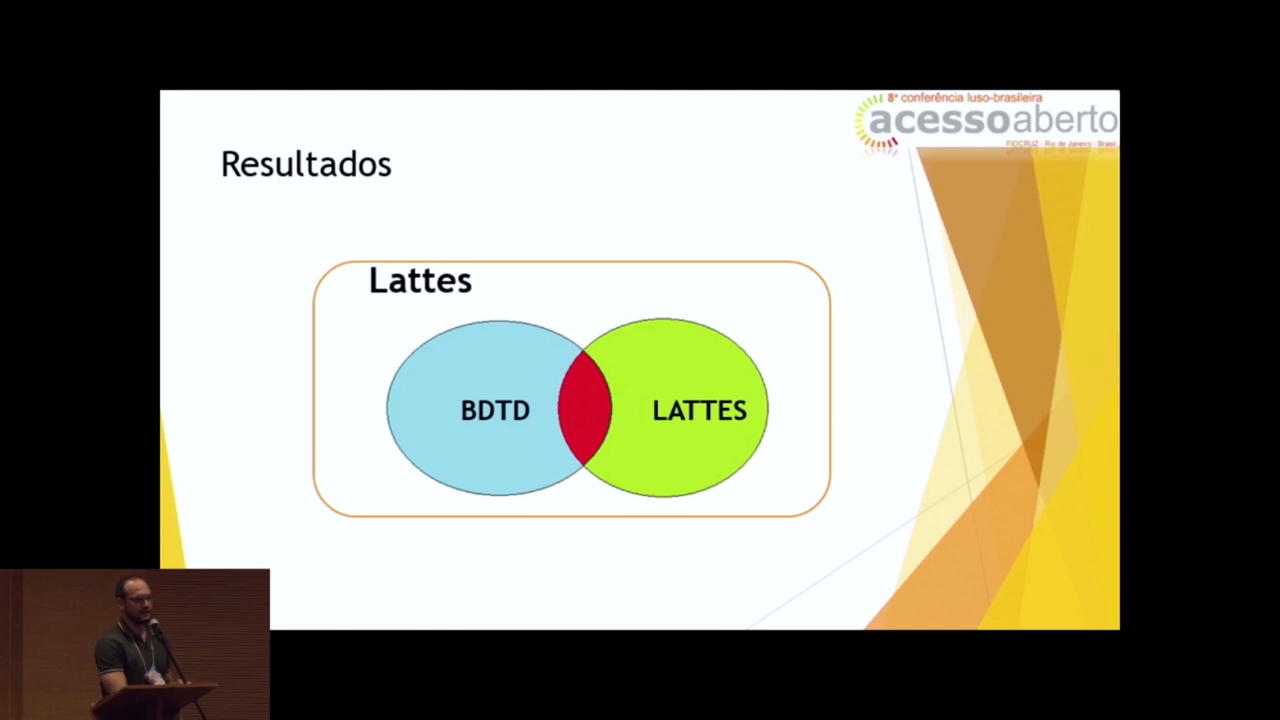 8ª conferência luso-brasileira
acessoaberto
FIOCRUZ - Rio de Janeiro - Brasil
Resultados
Lattes
BDTD
LATTES